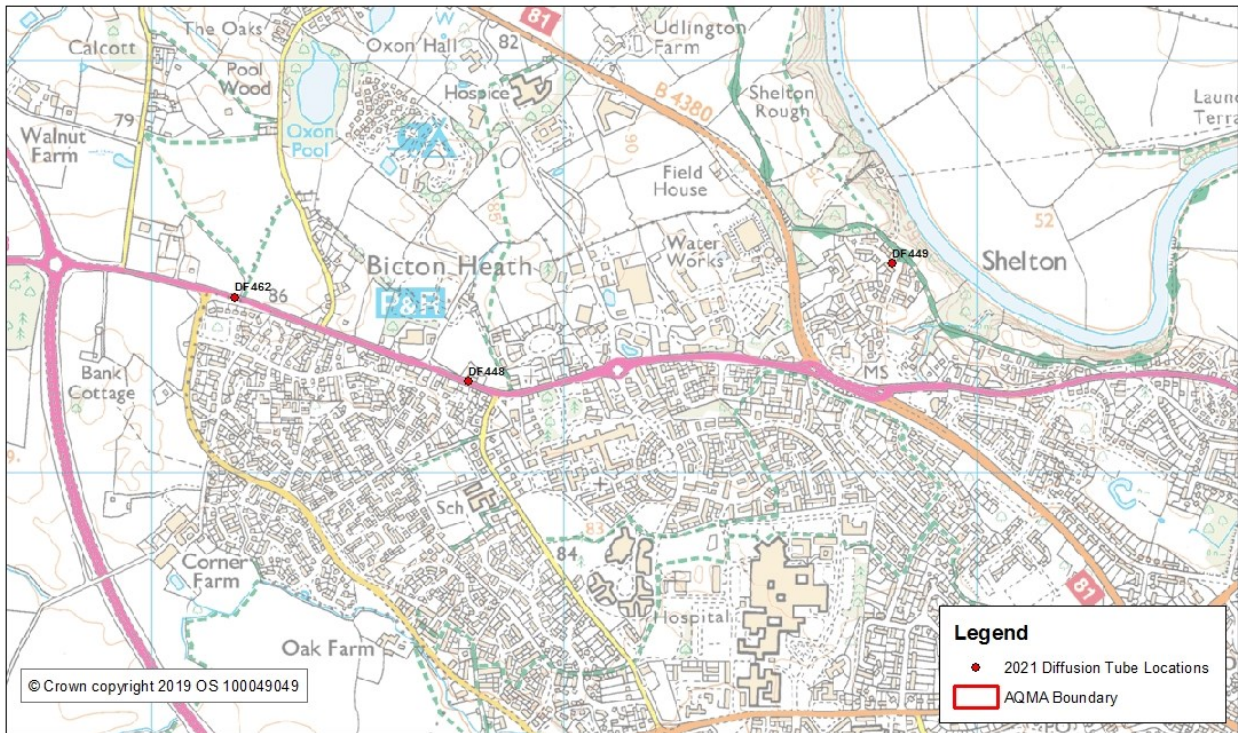 The Oaks
Calcott
Pool
Wood
Oxon Hall
82
81
Udlington
Farm
W
Hospice
B 4380
Shelton
Rough
Laun
Terra
79
Walnut
Farm
Oxon
Pool
90
Field
House
85
52
Water
Works
DF449
Shelton
Bicton Heath
DF462
86
P&R
DF448
MS
Bank
Cottage
Sch
83
84
Corner
Farm
Hospital
81
Oak Farm
Legend
2021 Diffusion Tube Locations
AQMA Boundary
© Crown copyright 2019 OS 100049049
PO